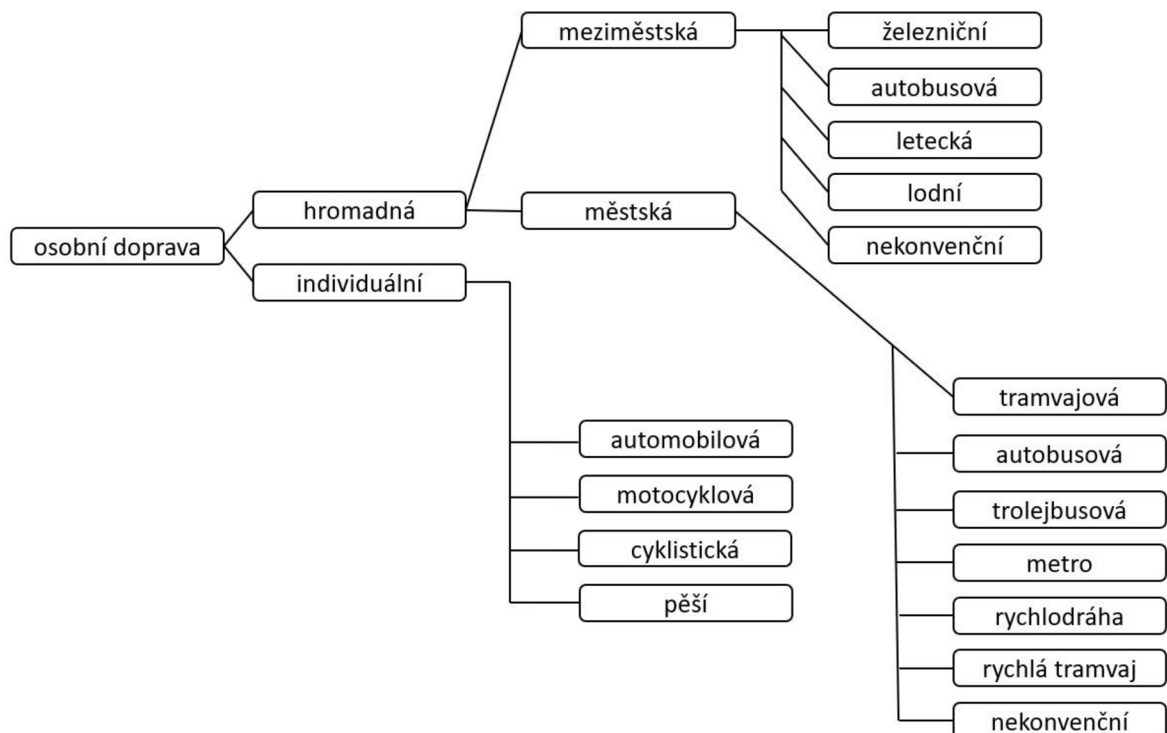 osobní doprava
hromadná
individuální
meziměstská
městská
železniční
autobusová
letecká
lodní
nekonvenční
tramvajová
autobusová
trolejbusová
metro
rychlodráha
rychlá tramvaj
nekonvenční
automobilová
motocyklová
cyklistická
pěší